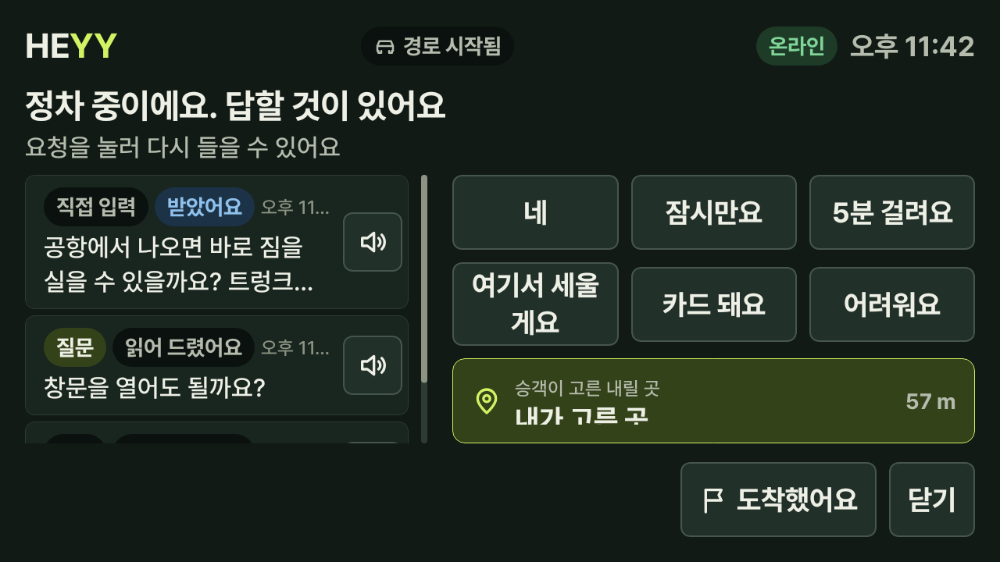 HEYY
경로 시작됨
온라인
오후 11:42
정차 중이에요. 답할 것이 있어요
요청을 눌러 다시 들을 수 있어요
직접 입력
받았어요
오후 11...
공항에서 나오면 바로 짐을
실을 수 있을까요? 트렁크...
질문
읽어 드렸어요
오후 11...
창문을 열어도 될까요?
네
잠시만요
5분 걸려요
여기서 세울
게요
카드 돼요
어려워요
승객이 고른 내릴 곳
내가 고른 곳
57 m
도착했어요
닫기